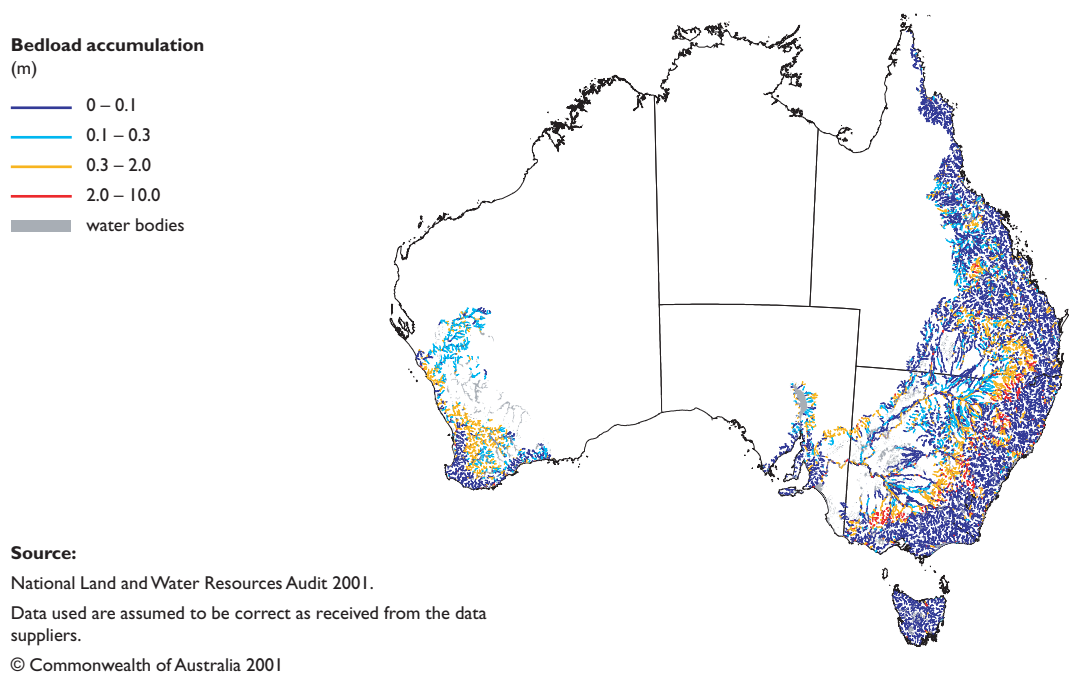 Bedload accumulation
(m)
0 – 0.1
0.1 – 0.3
0.3 – 2.0
2.0 – 10.0
water bodies
Source:
National Land and Water Resources Audit 2001.
Data used are assumed to be correct as received from the data
suppliers.
© Commonwealth of Australia 2001